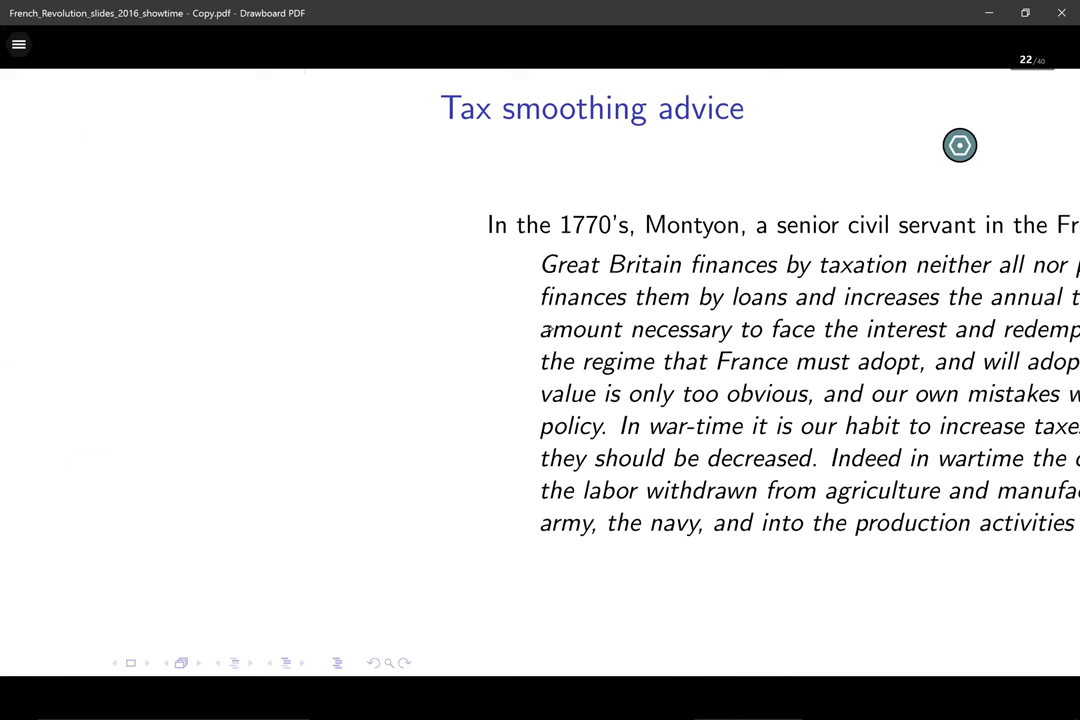 French_Revolution_slides_2016_showtime - Copy.pdf - Drawboard PDF
22/40
Tax smoothing advice
In the 1770's, Montyon, a senior civil servant in the Fr
Great Britain finances by taxation neither all nor p
finances them by loans and increases the annual t
amount necessary to face the interest and redemp
the regime that France must adopt, and will adop
value is only too obvious, and our own mistakes w
policy. In war-time it is our habit to increase taxes
they should be decreased. Indeed in wartime the c
the labor withdrawn from agriculture and manufac
army, the navy, and into the production activities